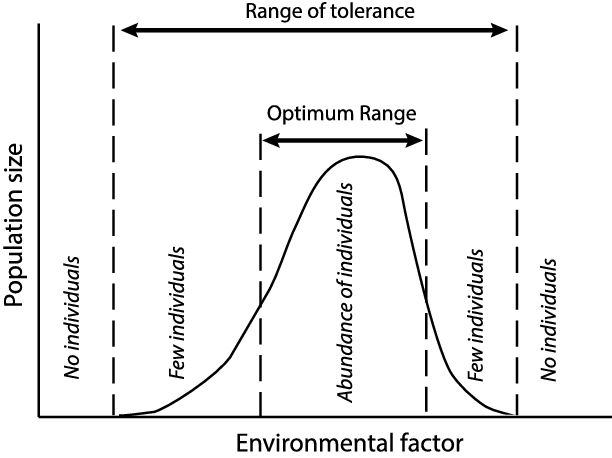 Range of tolerance
Optimum Range
Population size
No individuals
Few individuals
Abundance of individuals
Few individuals
No individuals
Environmental factor